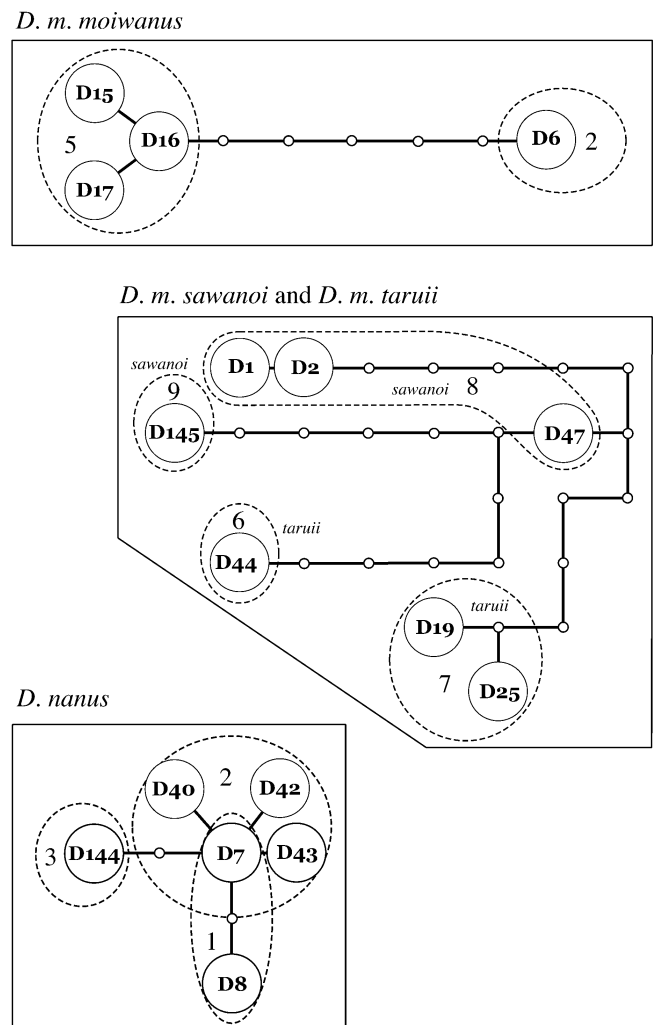 D. m. moiwanus
D15
5 D16 D6 2
D17
D. m. sawanoi and D. m. taruii
sawanoi D1 D2
9 sawanoi 8
D145 D47
6 taruii
D44
taruii
D19
7 D25
D. nanus
D40 2 D42
3 D144 D7 D43
1
D8